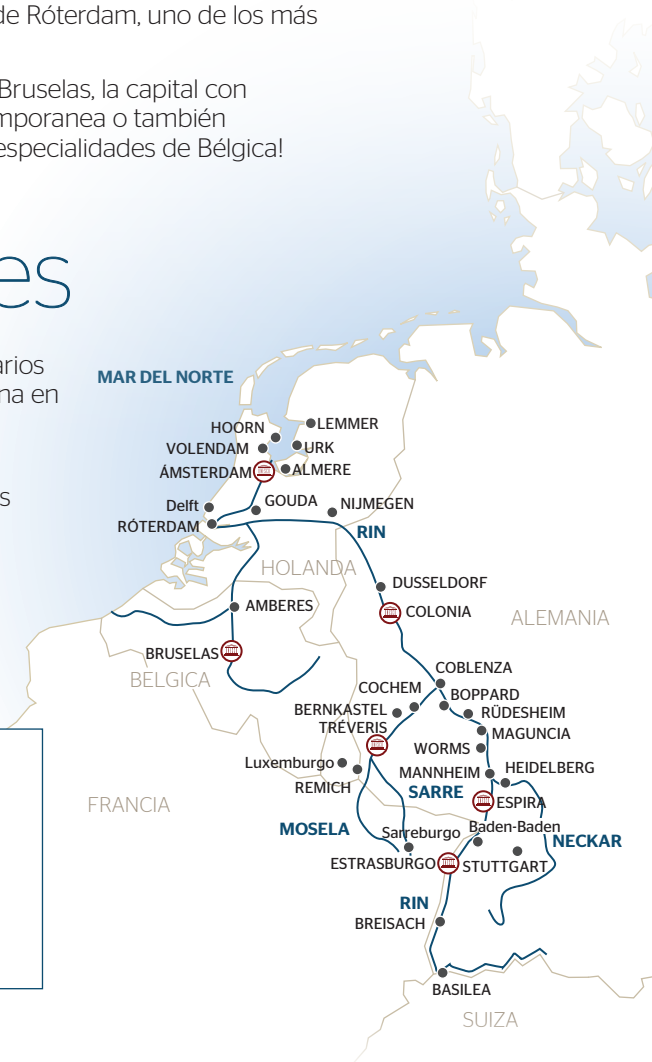 de Róterdam, uno de los más
Bruselas, la capital con
mporanea o también
especialidades de Bélgica!
es
arios
na en
s
MAR DEL NORTE
HOORN
LEMMER
VOLENDAM
URK
ÁMSTERDAM
ALMERE
Delft
GOUDA
NIJMEGEN
RÓTERDAM
RIN
HOLANDA
DUSSELDORF
AMBERES
COLONIA
ALEMANIA
BRUSELAS
BELGICA
COBLENZA
COCHEM
BOPPARD
BERNKASTEL
RÜDESHEIM
TRÉVERIS
MAGUNCIA
WORMS
Luxemburgo
MANNHEIM
HEIDELBERG
REMICH
SARRE
ESPIRA
FRANCIA
MOSELA
Sarreburgo
Baden-Baden
NECKAR
ESTRASBURGO
STUTTGART
RIN
BREISACH
BASILEA
SUIZA